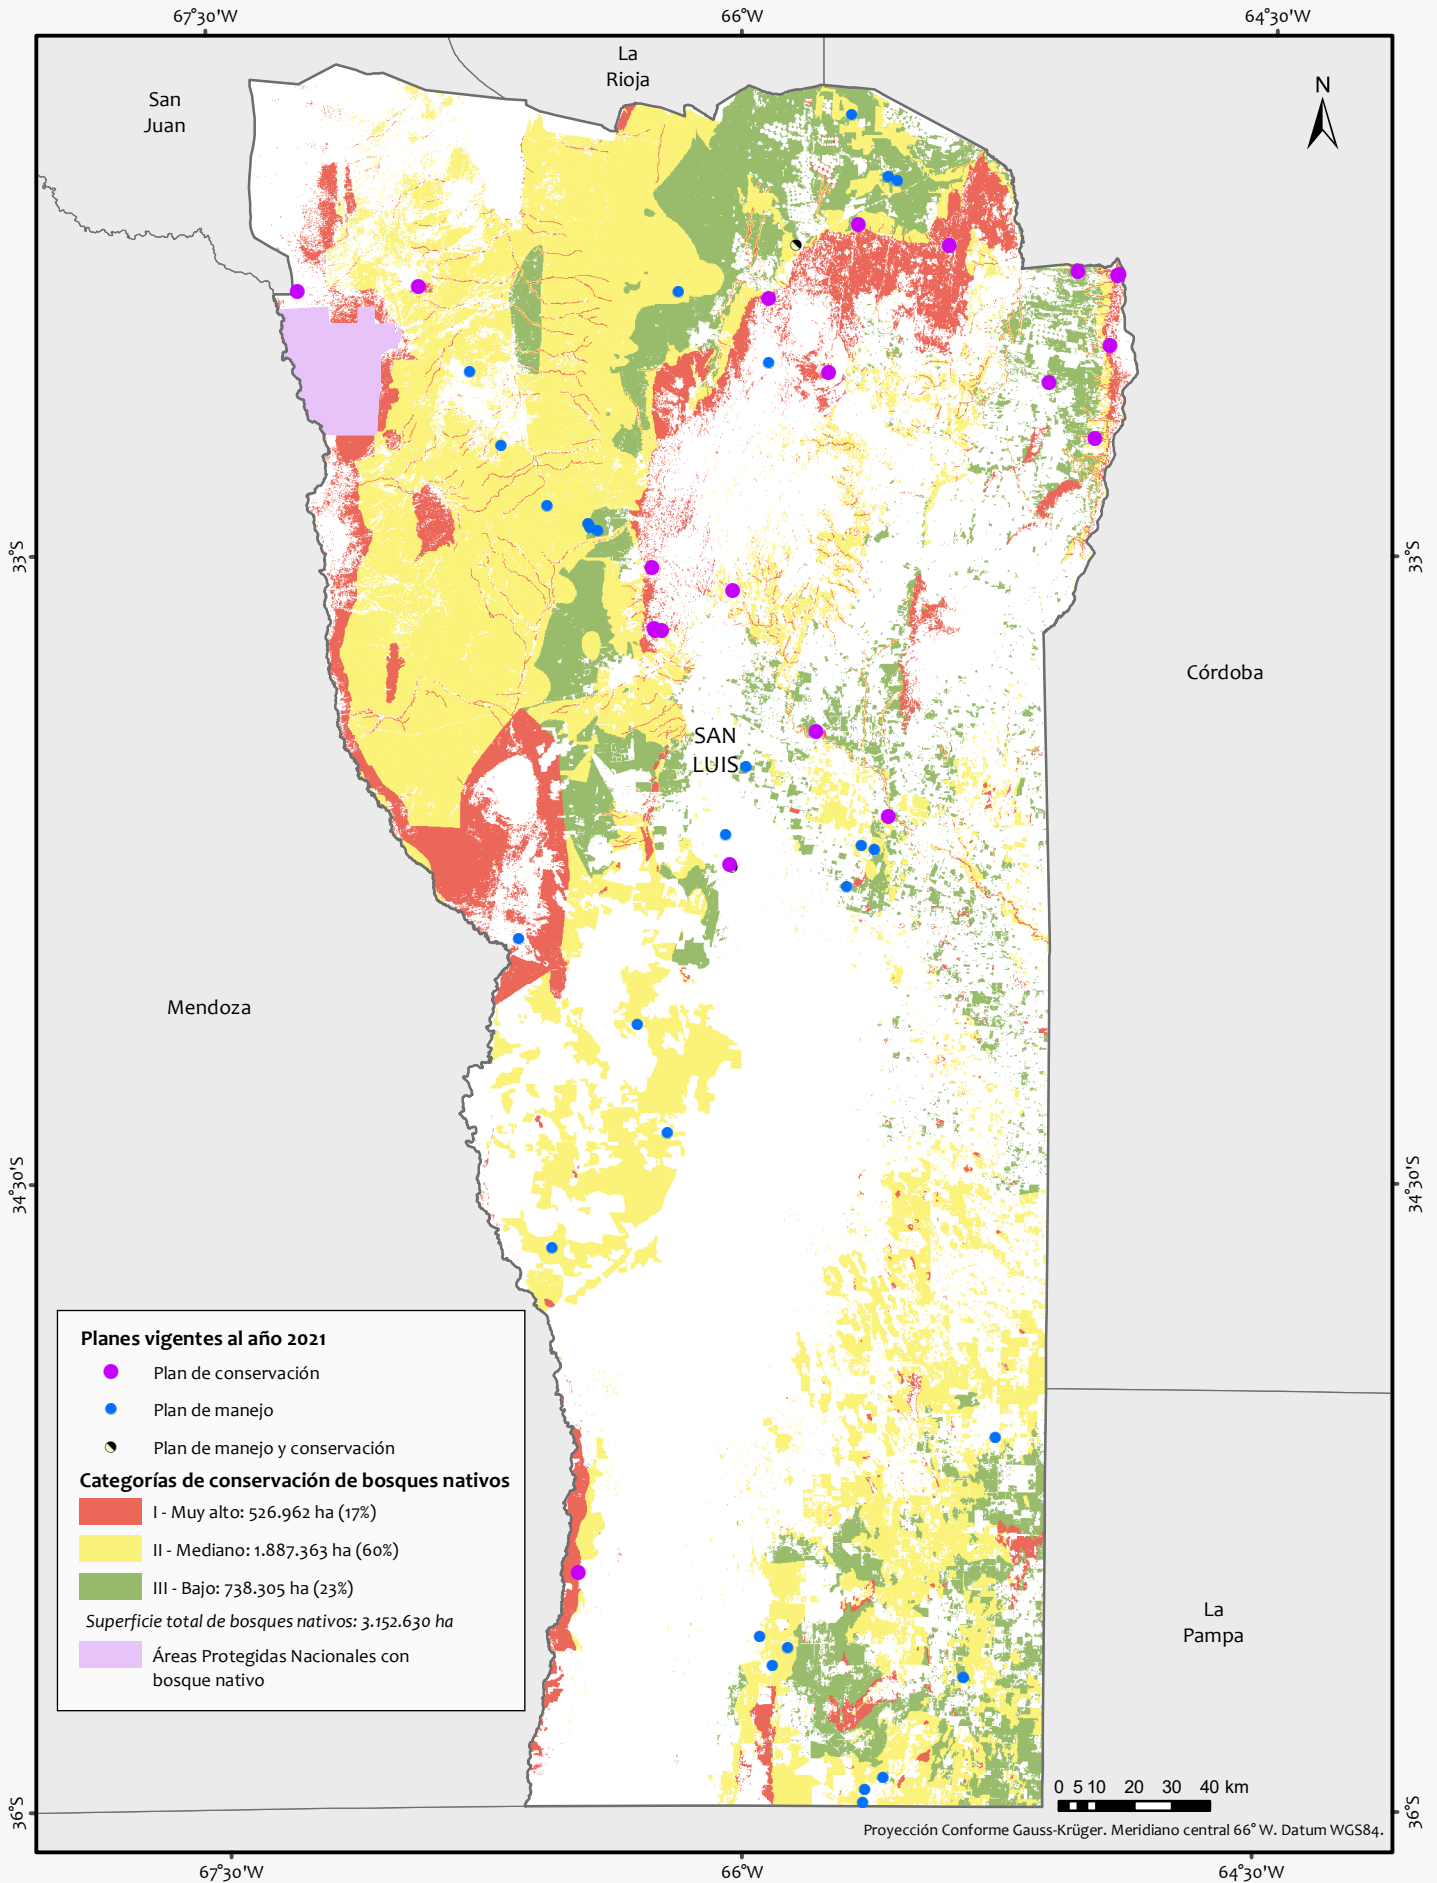 67°30'W
66°W
64°30'W
La
Rioja
San
Juan
N
33°S
33°S
Córdoba
SAN
LUIS
Mendoza
34°30'S
34°30'S
Planes vigentes al año 2021
Plan de conservación
Plan de manejo
Plan de manejo y conservación
Categorías de conservación de bosques nativos
I - Muy alto: 526.962 ha (17%)
II - Mediano: 1.887.363 ha (60%)
III - Bajo: 738.305 ha (23%)
Superficie total de bosques nativos: 3.152.630 ha
Áreas Protegidas Nacionales con
bosque nativo
La
Pampa
0 5 10 20 30 40 km
36°S
36°S
Proyección Conforme Gauss-Krüger. Meridiano central 66° W. Datum WGS84.
67°30'W
66°W
64°30'W